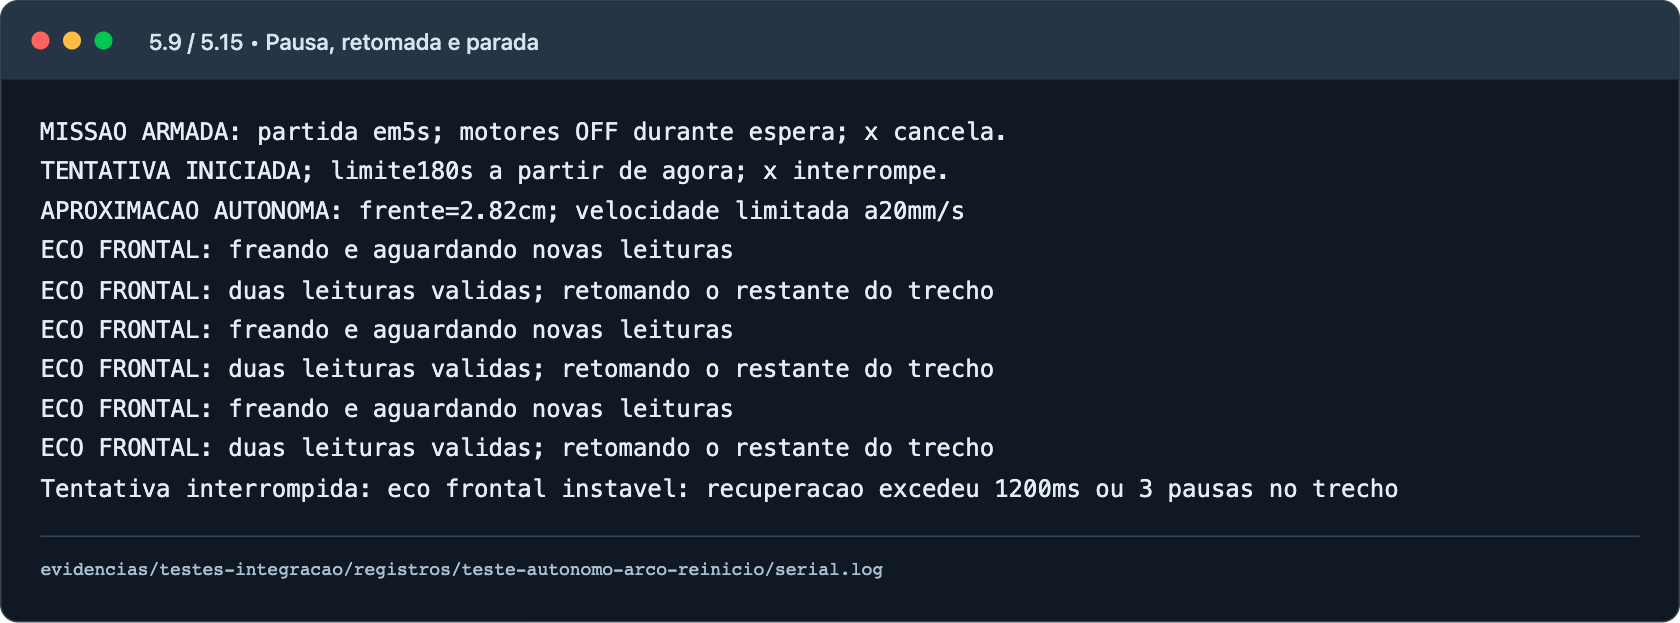 5.9 / 5.15 • Pausa, retomada e parada
MISSAO ARMADA: partida em5s; motores OFF durante espera; x cancela.
TENTATIVA INICIADA; limite180s a partir de agora; x interrompe.
APROXIMACAO AUTONOMA: frente=2.82cm; velocidade limitada a20mm/s
ECO FRONTAL: freando e aguardando novas leituras
ECO FRONTAL: duas leituras validas; retomando o restante do trecho
ECO FRONTAL: freando e aguardando novas leituras
ECO FRONTAL: duas leituras validas; retomando o restante do trecho
ECO FRONTAL: freando e aguardando novas leituras
ECO FRONTAL: duas leituras validas; retomando o restante do trecho
Tentativa interrompida: eco frontal instavel: recuperacao excedeu 1200ms ou 3 pausas no trecho
evidencias/testes-integracao/registros/teste-autonomo-arco-reinicio/serial.log